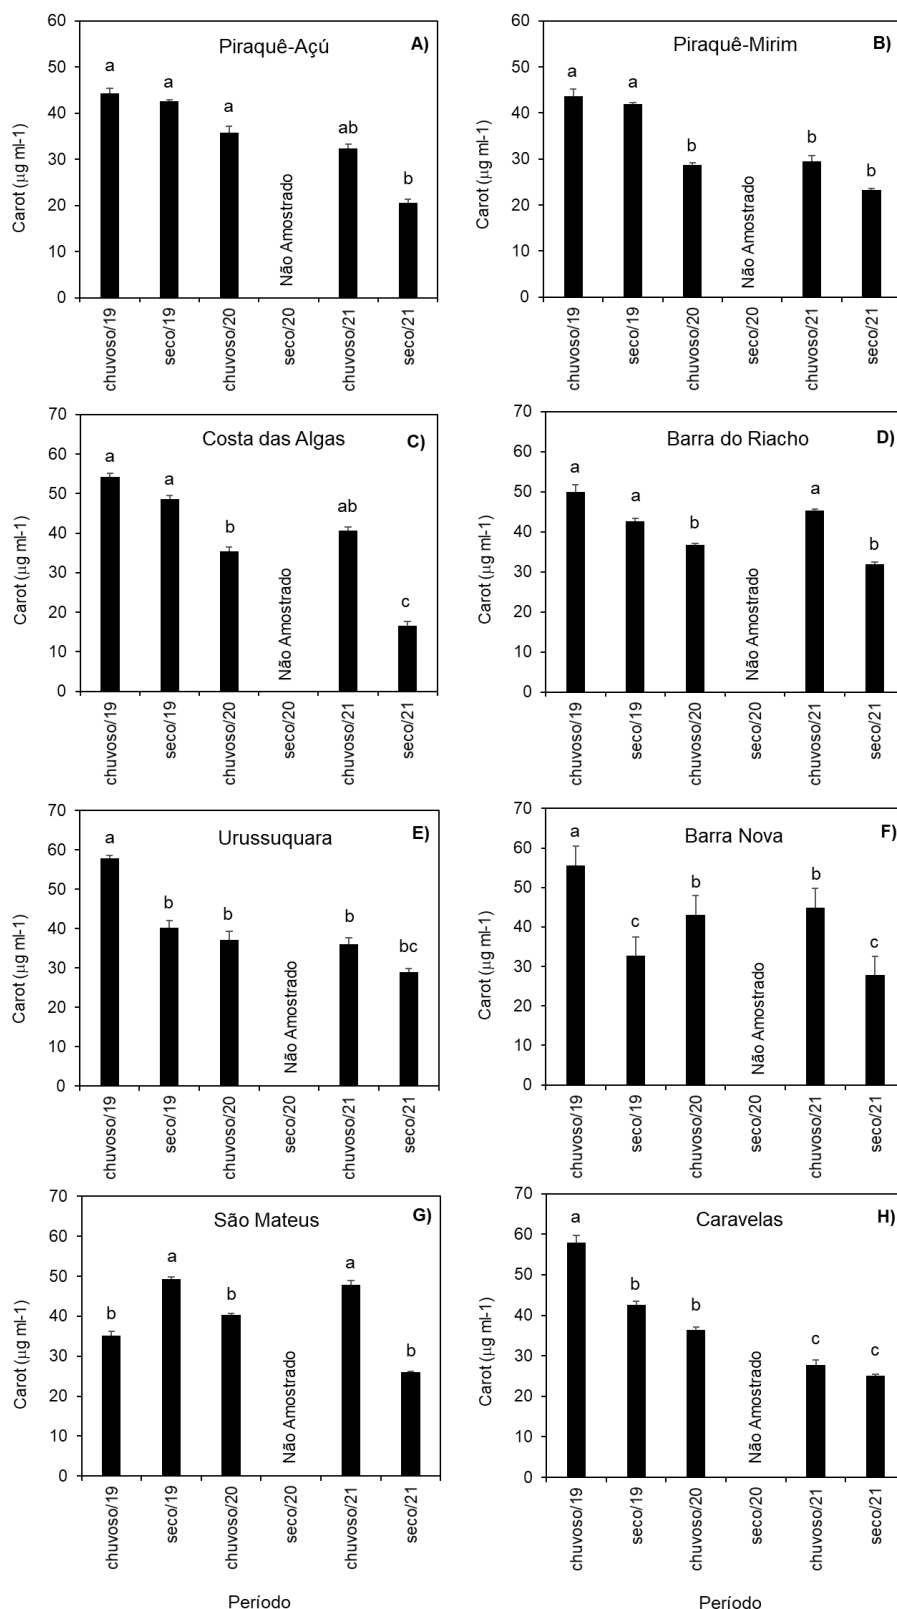 Piraquê-Açú A)
Carot (µg ml-1)
60
50
40
30
20
10
0
a
a
a
Não Amostrado
ab
b
chuvoso/19
seco/19
chuvoso/20
seco/20
chuvoso/21
seco/21
Piraquê-Mirim B)
Carot (µg ml-1)
60
50
40
30
20
10
0
a
a
b
Não Amostrado
b
b
chuvoso/19
seco/19
chuvoso/20
seco/20
chuvoso/21
seco/21
Costa das Algas C)
Carot (µg ml-1)
70
60
50
40
30
20
10
0
a
a
b
Não Amostrado
ab
c
chuvoso/19
seco/19
chuvoso/20
seco/20
chuvoso/21
seco/21
Barra do Riacho D)
Carot (µg ml-1)
70
60
50
40
30
20
10
0
a
a
b
Não Amostrado
a
b
chuvoso/19
seco/19
chuvoso/20
seco/20
chuvoso/21
seco/21
Urussuquara E)
Carot (µg ml-1)
70
60
50
40
30
20
10
0
a
b
b
Não Amostrado
b
bc
chuvoso/19
seco/19
chuvoso/20
seco/20
chuvoso/21
seco/21
Barra Nova F)
Carot (µg ml-1)
70
60
50
40
30
20
10
0
a
c
b
Não Amostrado
b
c
chuvoso/19
seco/19
chuvoso/20
seco/20
chuvoso/21
seco/21
São Mateus G)
Carot (µg ml-1)
70
60
50
40
30
20
10
0
b
a
b
Não Amostrado
a
b
chuvoso/19
seco/19
chuvoso/20
seco/20
chuvoso/21
seco/21
Período
Caravelas H)
Carot (µg ml-1)
70
60
50
40
30
20
10
0
a
b
b
Não Amostrado
c
c
chuvoso/19
seco/19
chuvoso/20
seco/20
chuvoso/21
seco/21
Período